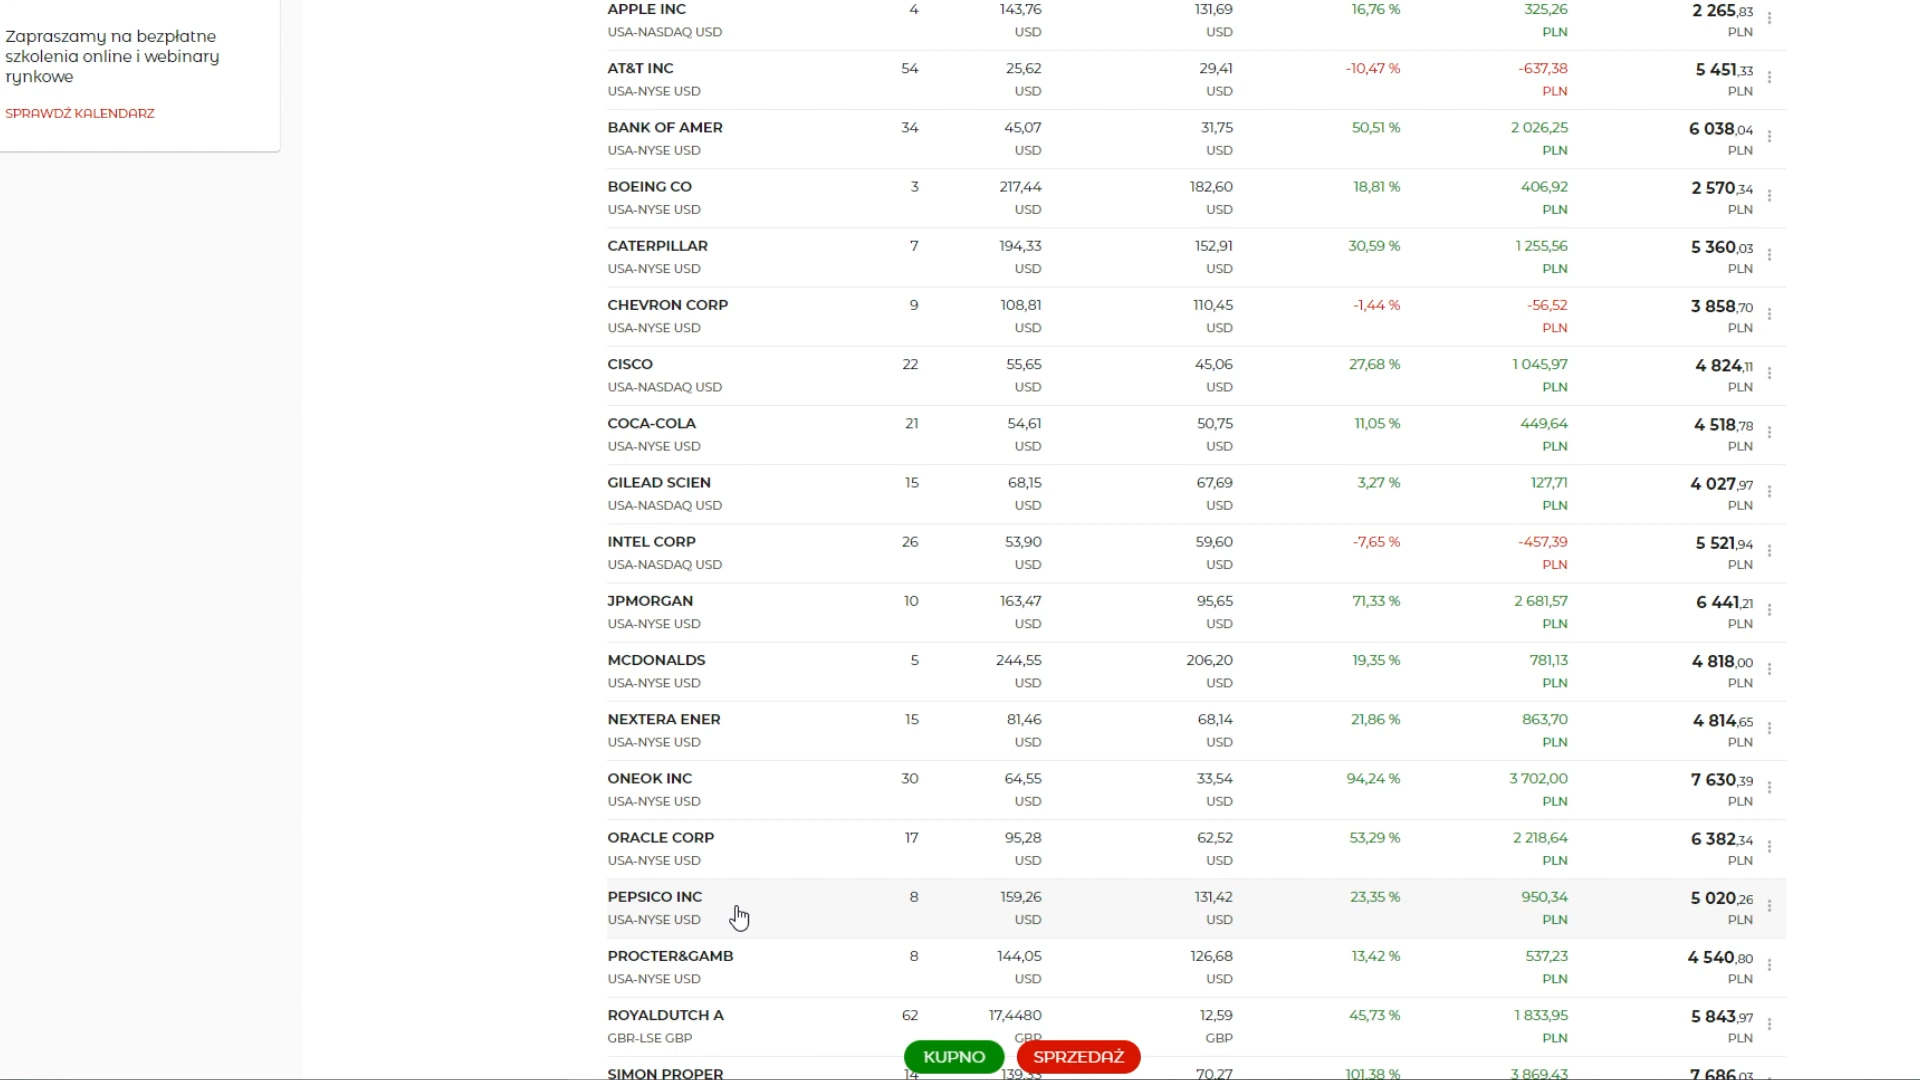 Zapraszamy na bezpłatne
szkolenia online i webinary
rynkowe
SPRAWDŹ KALENDARZ
APPLE INC 4 143,76 131,69 16,76 % 325,26 2 265,83
USA-NASDAQ USD USD USD PLN PLN
AT&T INC 54 25,62 29,41 -10,47 % -637,38 5 451,33
USA-NYSE USD USD USD PLN PLN
BANK OF AMER 34 45,07 31,75 50,51 % 2 026,25 6 038,04
USA-NYSE USD USD USD PLN PLN
BOEING CO 3 217,44 182,60 18,81 % 406,92 2 570,34
USA-NYSE USD USD USD PLN PLN
CATERPILLAR 7 194,33 152,91 30,59 % 1 255,56 5 360,03
USA-NYSE USD USD USD PLN PLN
CHEVRON CORP 9 108,81 110,45 -1,44 % -56,52 3 858,70
USA-NYSE USD USD USD PLN PLN
CISCO 22 55,65 45,06 27,68 % 1 045,97 4 824,11
USA-NASDAQ USD USD USD PLN PLN
COCA-COLA 21 54,61 50,75 11,05 % 449,64 4 518,78
USA-NYSE USD USD USD PLN PLN
GILEAD SCIEN 15 68,15 67,69 3,27 % 127,71 4 027,97
USA-NASDAQ USD USD USD PLN PLN
INTEL CORP 26 53,90 59,60 -7,65 % -457,39 5 521,94
USA-NASDAQ USD USD USD PLN PLN
JPMORGAN 10 163,47 95,65 71,33 % 2 681,57 6 441,21
USA-NYSE USD USD USD PLN PLN
MCDONALDS 5 244,55 206,20 19,35 % 781,13 4 818,00
USA-NYSE USD USD USD PLN PLN
NEXTERA ENER 15 81,46 68,14 21,86 % 863,70 4 814,65
USA-NYSE USD USD USD PLN PLN
ONEOK INC 30 64,55 33,54 94,24 % 3 702,00 7 630,39
USA-NYSE USD USD USD PLN PLN
ORACLE CORP 17 95,28 62,52 53,29 % 2 218,64 6 382,34
USA-NYSE USD USD USD PLN PLN
PEPSICO INC 8 159,26 131,42 23,35 % 950,34 5 020,26
USA-NYSE USD USD USD PLN PLN
PROCTER&GAMB 8 144,05 126,68 13,42 % 537,23 4 540,80
USA-NYSE USD USD USD PLN PLN
ROYALDUTCH A 62 17,4480 12,59 45,73 % 1 833,95 5 843,97
GBR-LSE GBP GBP GBP PLN PLN
KUPNO SPRZEDAŻ
SIMON PROPER 14 139,33 70,27 101,38 % 3 869,43 7 686,03